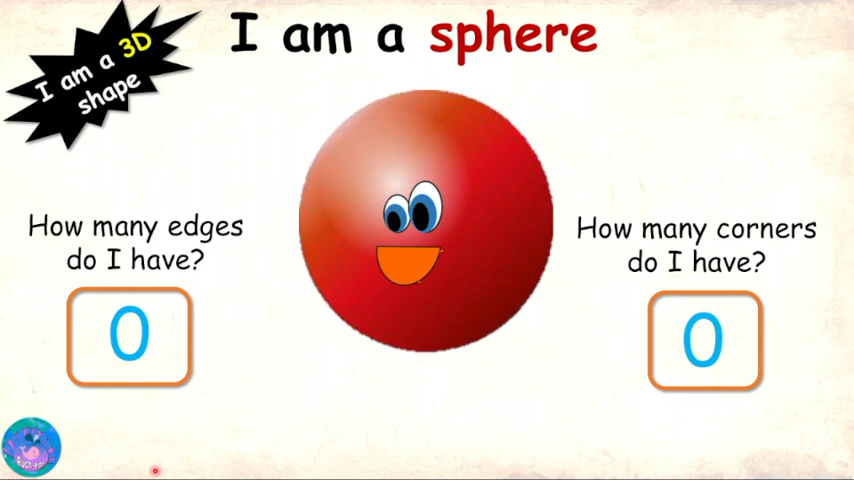 I am a 3D
shape
I am a sphere
How many edges
do I have?
0
How many corners
do I have?
0